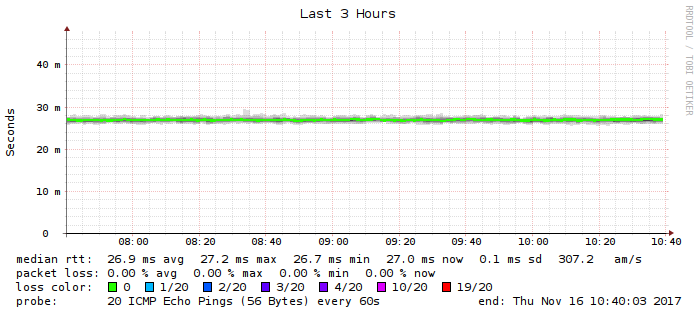 Last 3 Hours
RRDTOOL / TOBI OETIKER
Seconds
40 m
30 m
20 m
10 m
0
08:00 08:20 08:40 09:00 09:20 09:40 10:00 10:20 10:40
median rtt: 26.9 ms avg 27.2 ms max 26.7 ms min 27.0 ms now 0.1 ms sd 307.2 am/s
packet loss: 0.00 % avg 0.00 % max 0.00 % min 0.00 % now
loss color: 0 1/20 2/20 3/20 4/20 10/20 19/20
probe: 20 ICMP Echo Pings (56 Bytes) every 60s end: Thu Nov 16 10:40:03 2017